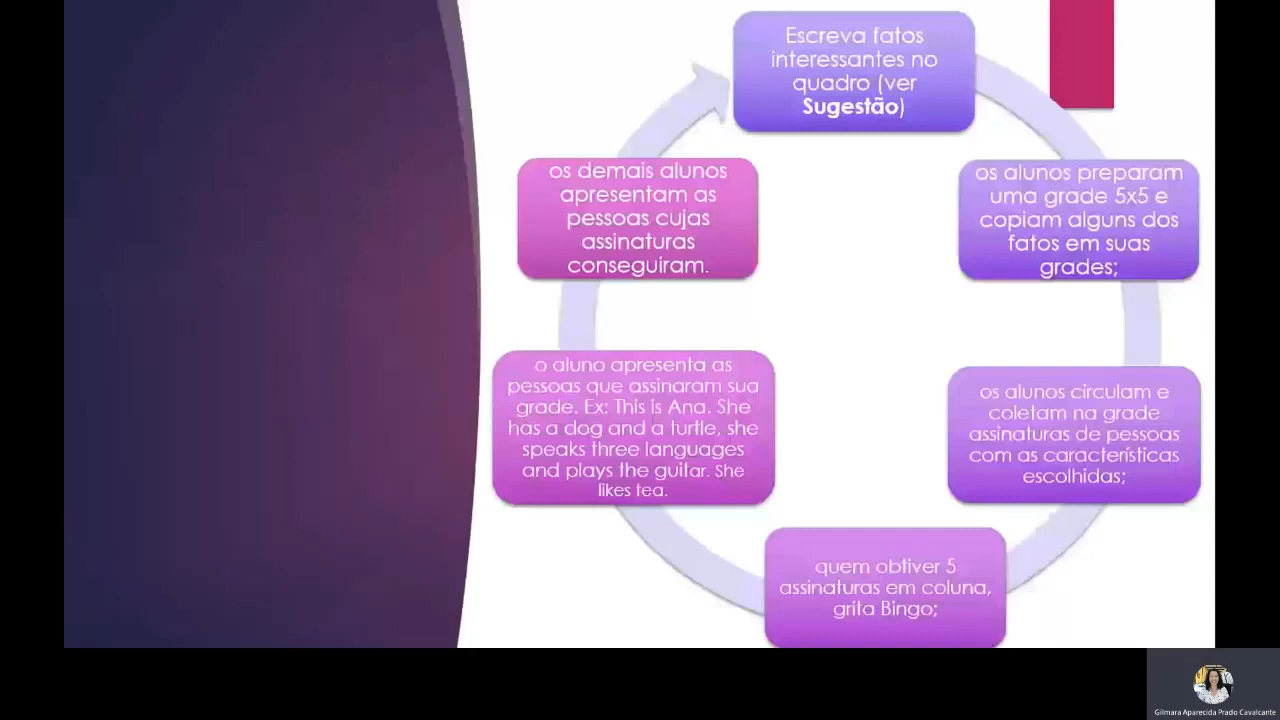 Escreva fatos
interessantes no
quadro (ver
Sugestão)
os alunos preparam
uma grade 5x5 e
copiam alguns dos
fatos em suas
grades;
os alunos circulam e
coletam na grade
assinaturas de pessoas
com as características
escolhidas;
quem obtiver 5
assinaturas em coluna,
grita Bingo;
o aluno apresenta as
pessoas que assinaram sua
grade. Ex: This is Ana. She
has a dog and a turtle, she
speaks three languages
and plays the guitar. She
likes tea.
os demais alunos
apresentam as
pessoas cujas
assinaturas
conseguiram.
Gilmara Aparecida Prado Cavalcante